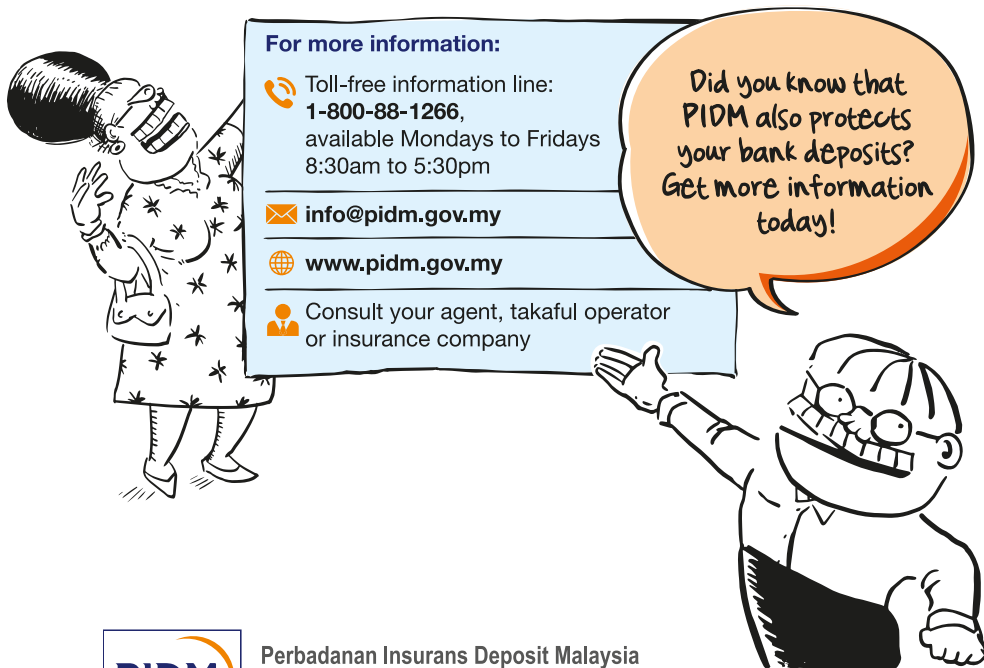 For more information:
Toll-free information line:
1-800-88-1266,
available Mondays to Fridays
8:30am to 5:30pm
info@pidm.gov.my
www.pidm.gov.my
Consult your agent, takaful operator
or insurance company
Did you know that
PIDM also protects
your bank deposits?
Get more information
today!
PIDM
Perbadanan Insurans Deposit Malaysia